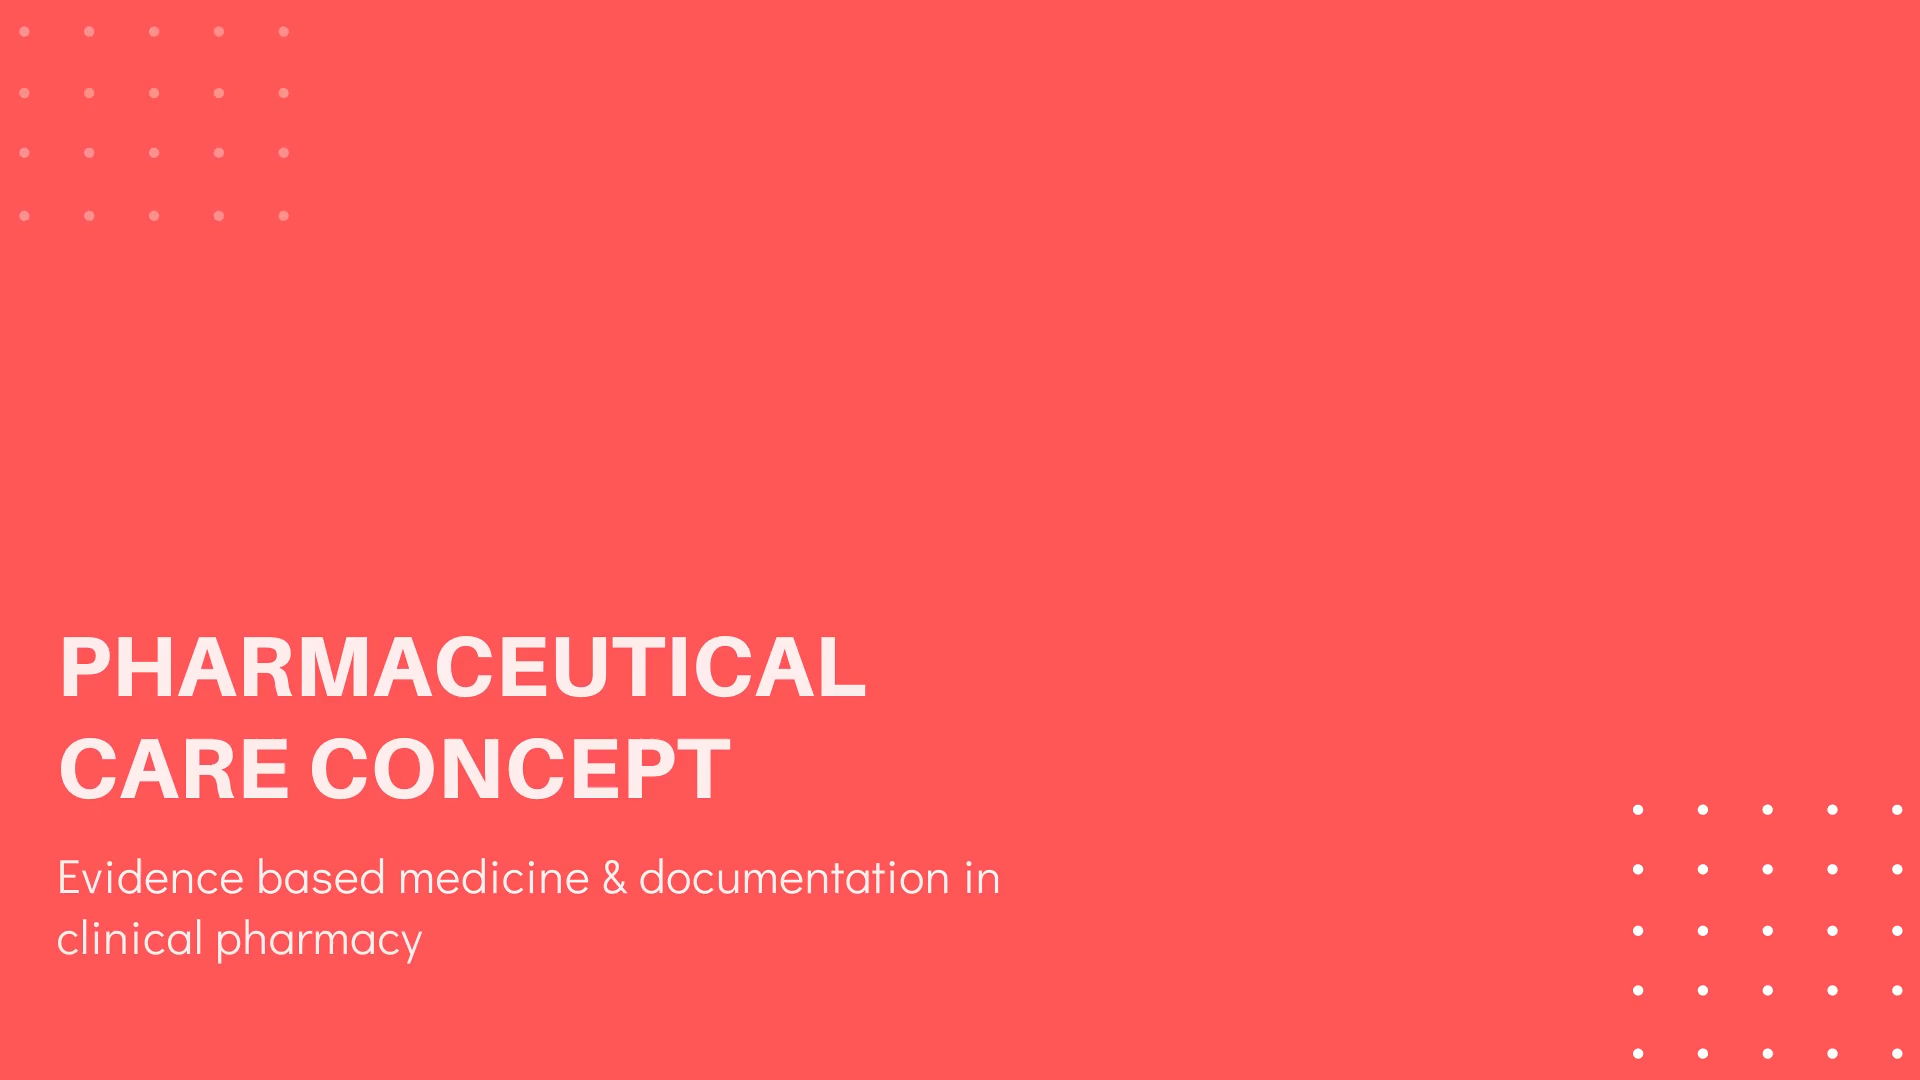 PHARMACEUTICAL
CARE CONCEPT
Evidence based medicine & documentation in
clinical pharmacy